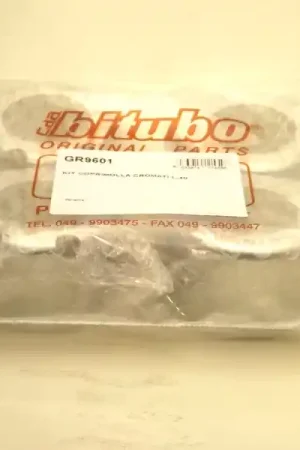 bitubo
ORIGINAL PARTS
GR9601
KIT COPRIMOLLA CROMATI
P
TEL. 049 - 9903475 - FAX 049 - 9903447